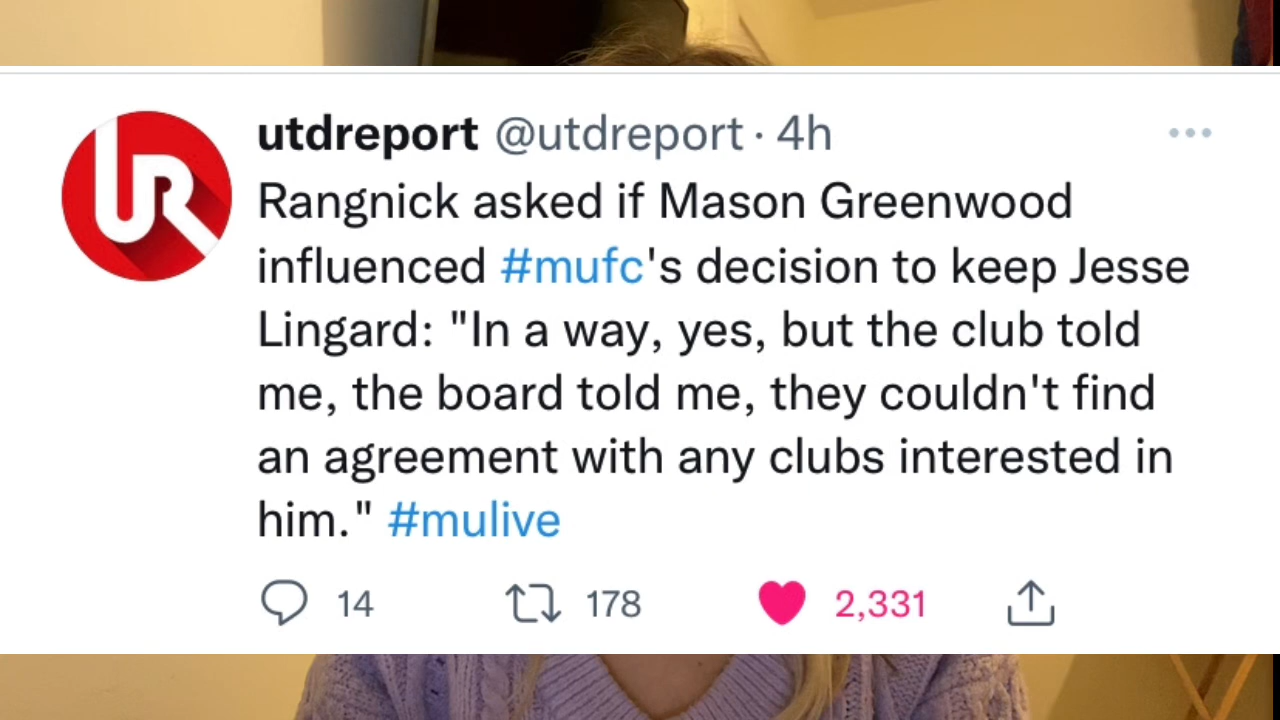 utdreport @utdreport · 4h
Rangnick asked if Mason Greenwood
influenced #mufc's decision to keep Jesse
Lingard: "In a way, yes, but the club told
me, the board told me, they couldn't find
an agreement with any clubs interested in
him." #mulive
14 178 2,331